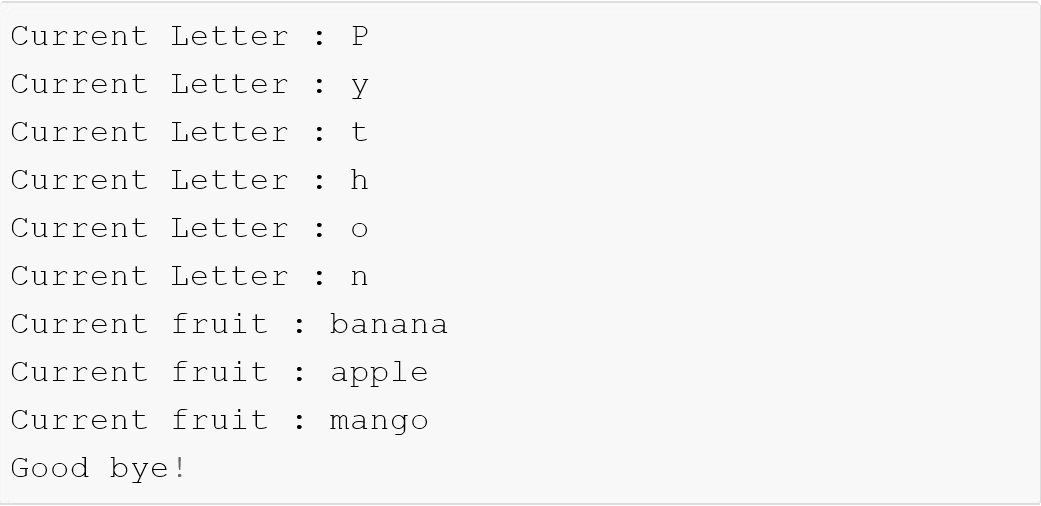 Current Letter : P
Current Letter : y
Current Letter : t
Current Letter : h
Current Letter : o
Current Letter : n
Current fruit : banana
Current fruit : apple
Current fruit : mango
Good bye!